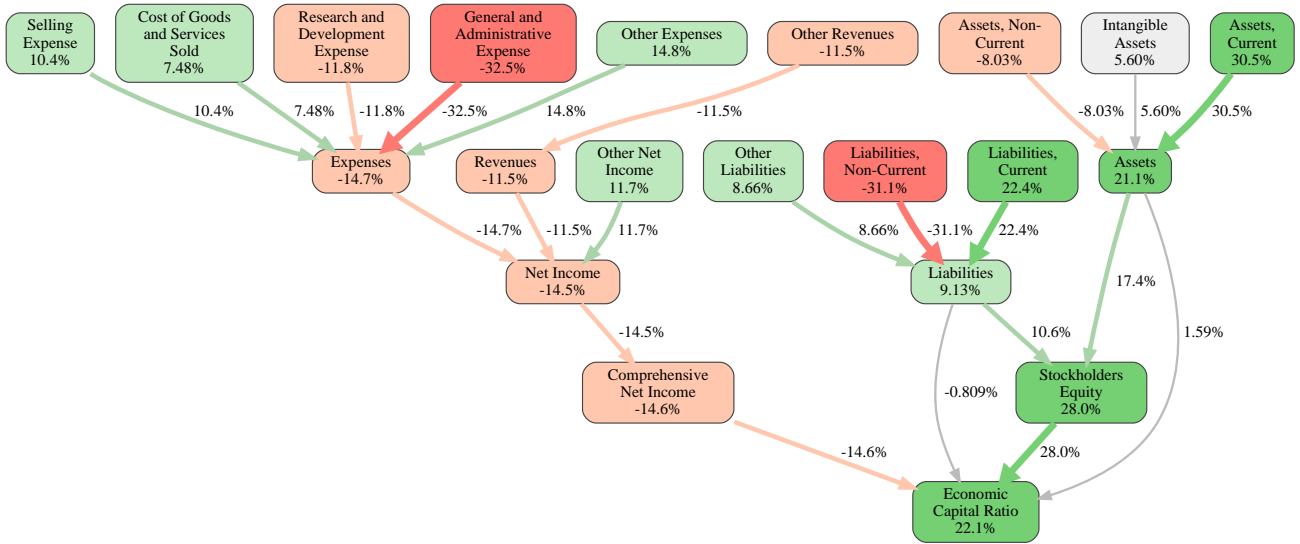 Selling
Expense
10.4%
Cost of Goods
and Services
Sold
7.48%
Research and
Development
Expense
-11.8%
General and
Administrative
Expense
-32.5%
Other Expenses
14.8%
Other Revenues
-11.5%
Assets, Non-
Current
-8.03%
Intangible
Assets
5.60%
Assets,
Current
30.5%
10.4%
7.48%
-11.8%
-32.5%
14.8%
-11.5%
-8.03%
5.60%
30.5%
Expenses
-14.7%
Revenues
-11.5%
Other Net
Income
11.7%
Other
Liabilities
8.66%
Liabilities,
Non-Current
-31.1%
Liabilities,
Current
22.4%
Assets
21.1%
-14.7%
-11.5%
11.7%
8.66%
-31.1%
22.4%
Net Income
-14.5%
Liabilities
9.13%
17.4%
-14.5%
10.6%
1.59%
Comprehensive
Net Income
-14.6%
-0.809%
Stockholders
Equity
28.0%
-14.6%
28.0%
Economic
Capital Ratio
22.1%